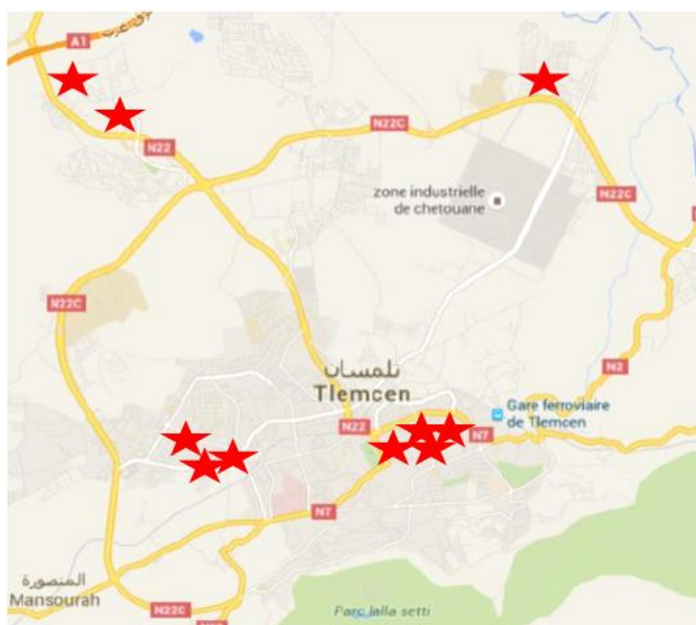 A1
N22
N22C
N22C
zone industrielle
de chetouane
N22C
تلمسان
Tlemcen
N2
Gare ferroviaire
de Tlemcen
N22
N7
N7
المنصورة
Mansourah
N22C
Parc lalla setti